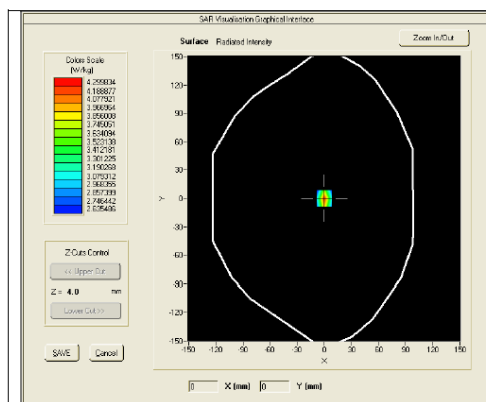 SAR Visualisation Graphical Interface
Surface Radiated Intensity
Zoom In/Out
Colors Scale
(W/kg)
4.299834
4.188877
4.077921
3.966964
3.856008
3.745051
3.634094
3.523138
3.412181
3.301225
3.190268
3.079312
2.968355
2.857399
2.746442
2.635486
Z-Cuts Control
<< Upper Cut
Z = 4.0 mm
Lower Cut >>
SAVE Cancel
Y
150
120
90
60
30
0
-30
-60
-90
-120
-150
-150 -120 -90 -60 -30 0 30 60 90 120 150
X
0 X (mm) 0 Y (mm)